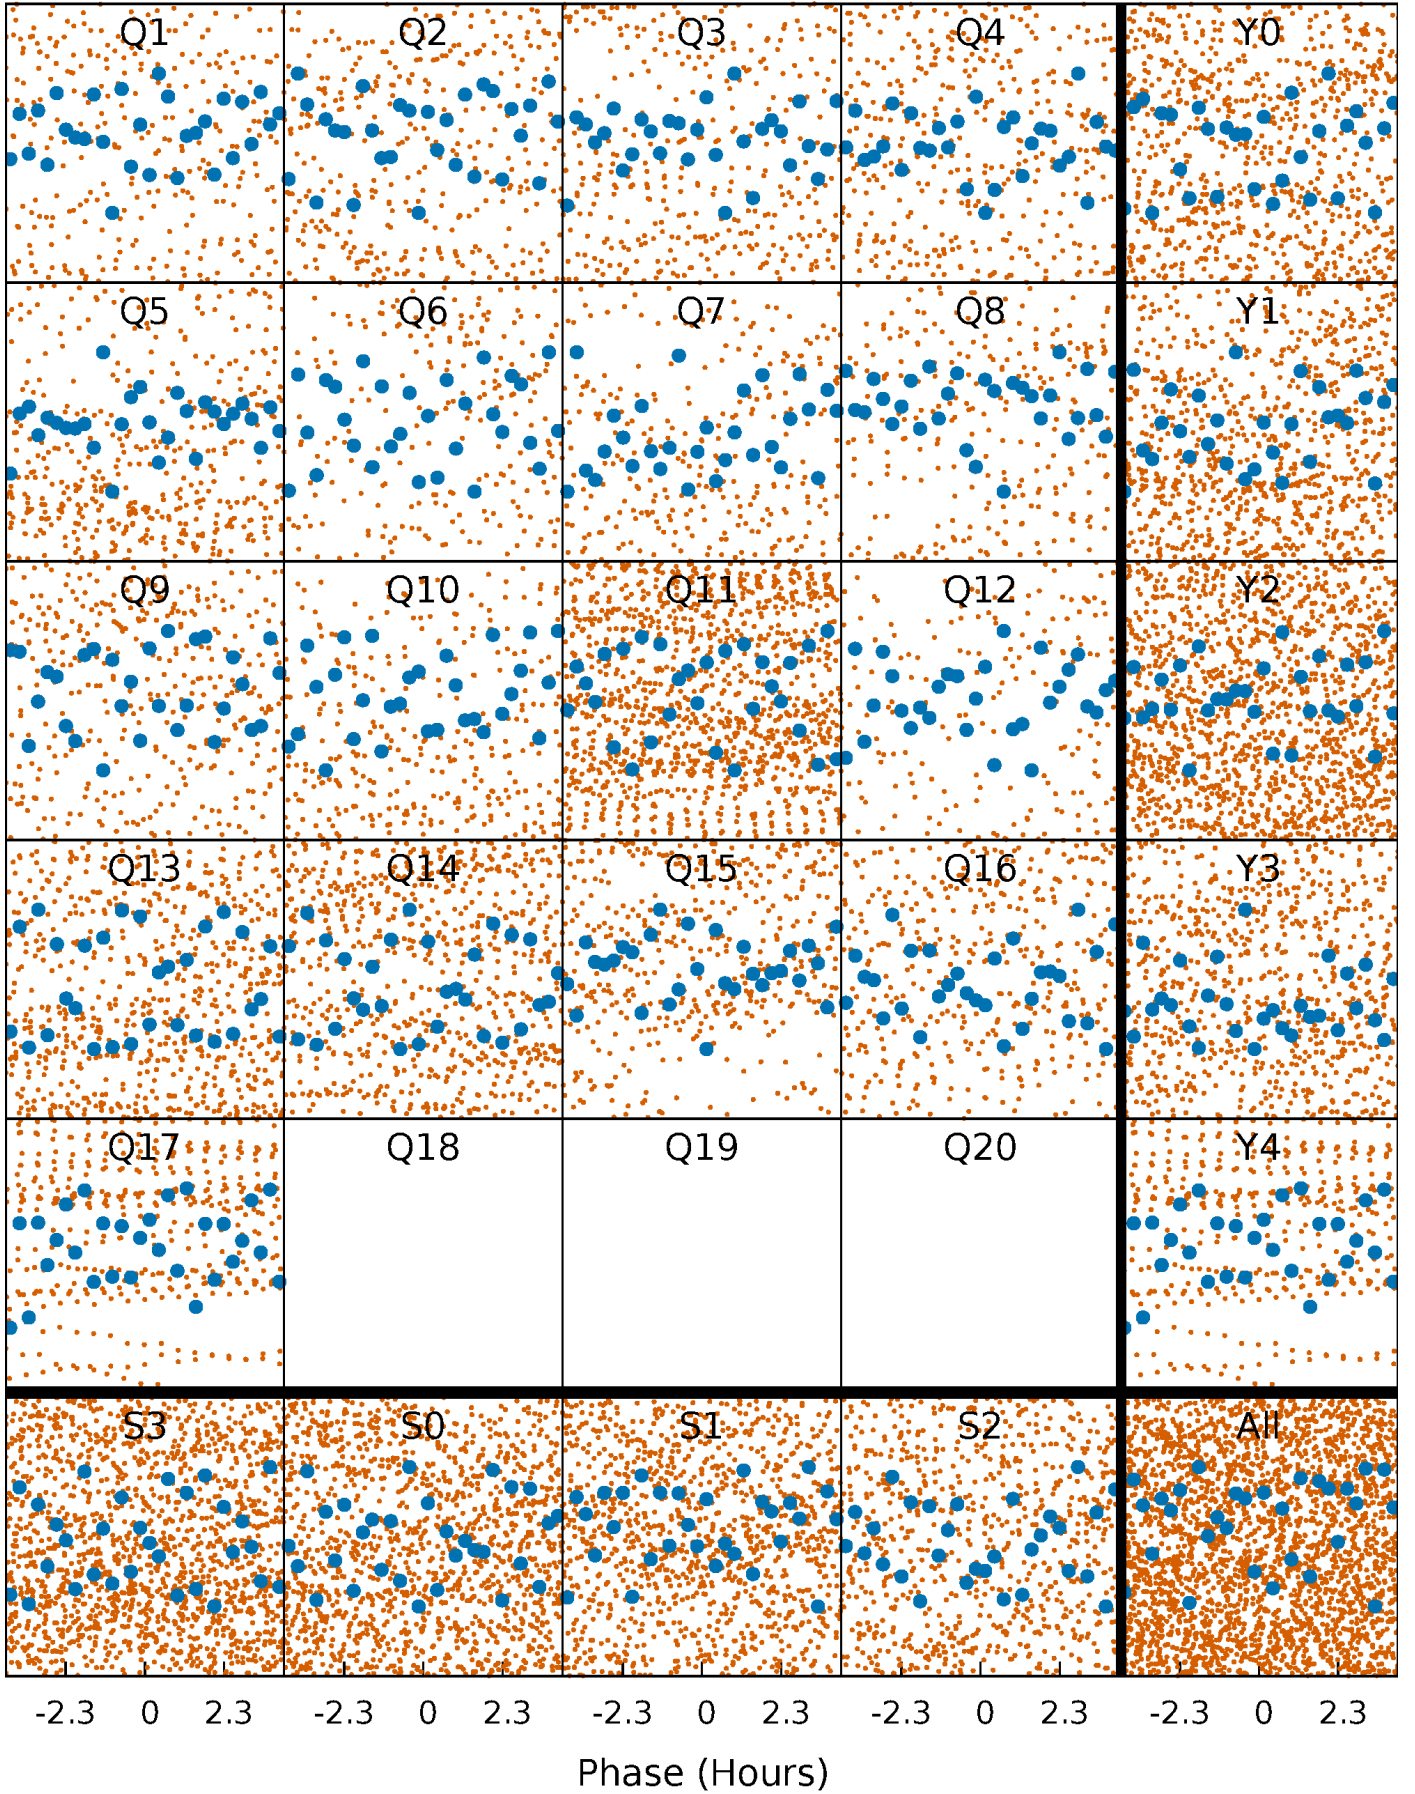 Q1 Q2 Q3 Q4 Y0
Q5 Q6 Q7 Q8 Y1
Q9 Q10 Q11 Q12 Y2
Q13 Q14 Q15 Q16 Y3
Q17 Q18 Q19 Q20 Y4
S3 S0 S1 S2 All
-2.3 0 2.3 -2.3 0 2.3 -2.3 0 2.3 -2.3 0 2.3 -2.3 0 2.3
Phase (Hours)